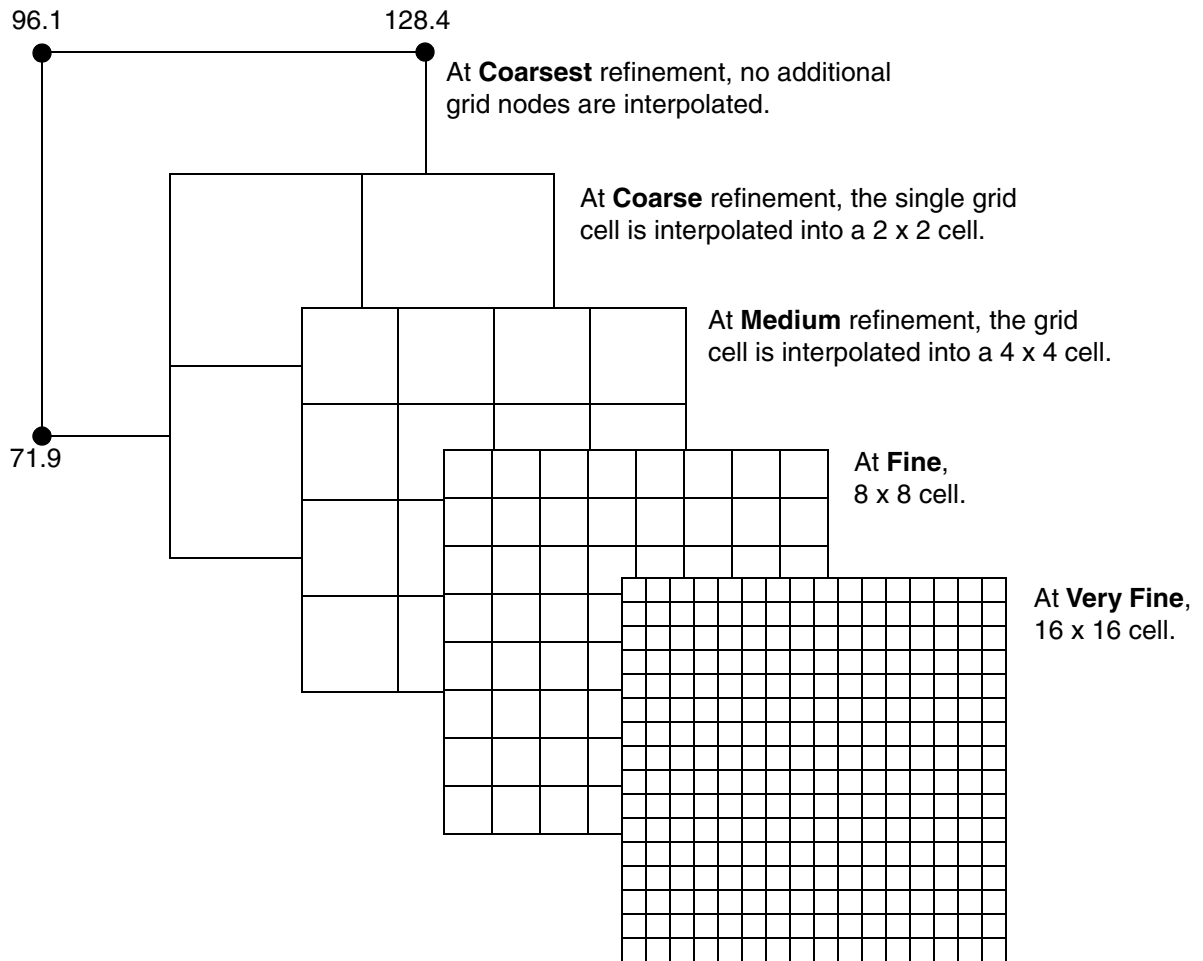 96.1
128.4
At Coarsest refinement, no additional
grid nodes are interpolated.
At Coarse refinement, the single grid
cell is interpolated into a 2 x 2 cell.
At Medium refinement, the grid
cell is interpolated into a 4 x 4 cell.
71.9
At Fine,
8 x 8 cell.
At Very Fine,
16 x 16 cell.